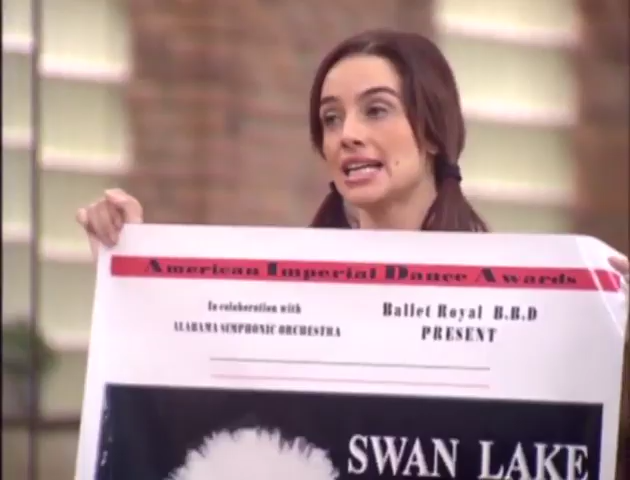 American Imperial Dance Awards
In colaboration with
ALABAMA SIMPHONIC ORCHESTRA
Ballet Royal B.B.D
PRESENT
SWAN LAKE